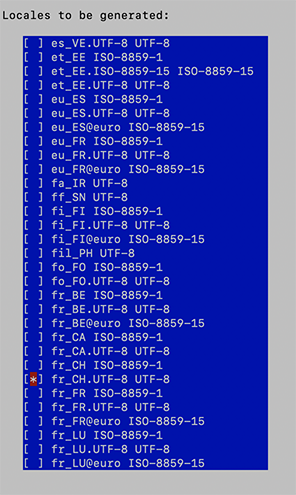 Locales to be generated:
[ ] es_VE.UTF-8 UTF-8
[ ] et_EE ISO-8859-1
[ ] et_EE.ISO-8859-15 ISO-8859-15
[ ] et_EE.UTF-8 UTF-8
[ ] eu_ES ISO-8859-1
[ ] eu_ES.UTF-8 UTF-8
[ ] eu_ES@euro ISO-8859-15
[ ] eu_FR ISO-8859-1
[ ] eu_FR.UTF-8 UTF-8
[ ] eu_FR@euro ISO-8859-15
[ ] fa_IR UTF-8
[ ] ff_SN UTF-8
[ ] fi_FI ISO-8859-1
[ ] fi_FI.UTF-8 UTF-8
[ ] fi_FI@euro ISO-8859-15
[ ] fil_PH UTF-8
[ ] fo_FO ISO-8859-1
[ ] fo_FO.UTF-8 UTF-8
[ ] fr_BE ISO-8859-1
[ ] fr_BE.UTF-8 UTF-8
[ ] fr_BE@euro ISO-8859-15
[ ] fr_CA ISO-8859-1
[ ] fr_CA.UTF-8 UTF-8
[ ] fr_CH ISO-8859-1
[*] fr_CH.UTF-8 UTF-8
[ ] fr_FR ISO-8859-1
[ ] fr_FR.UTF-8 UTF-8
[ ] fr_FR@euro ISO-8859-15
[ ] fr_LU ISO-8859-1
[ ] fr_LU.UTF-8 UTF-8
[ ] fr_LU@euro ISO-8859-15